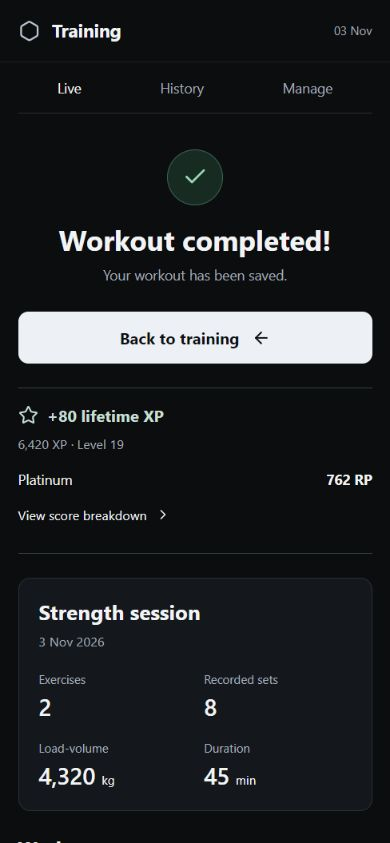 Training
03 Nov
Live
History
Manage
Workout completed!
Your workout has been saved.
Back to training
+80 lifetime XP
6,420 XP · Level 19
Platinum
762 RP
View score breakdown
Strength session
3 Nov 2026
Exercises
Recorded sets
2
8
Load-volume
Duration
4,320 kg
45 min